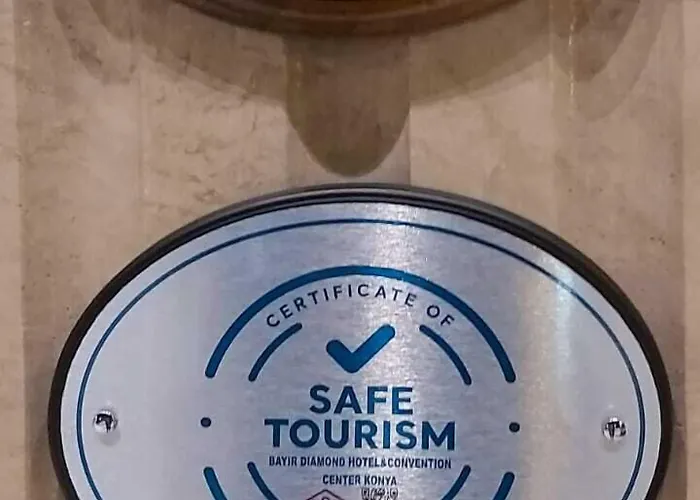 CERTIFICATE OF
SAFE
TOURISM
BAYIR DIAMOND HOTEL&CONVENTION
CENTER KONYA